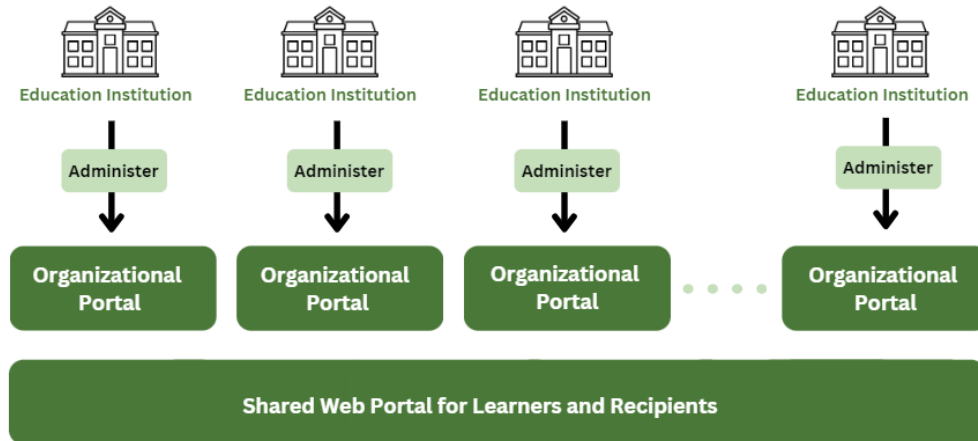 Education Institution
Education Institution
Education Institution
Education Institution
Administer
Administer
Administer
Administer
Organizational
Portal
Organizational
Portal
Organizational
Portal
Organizational
Portal
Shared Web Portal for Learners and Recipients